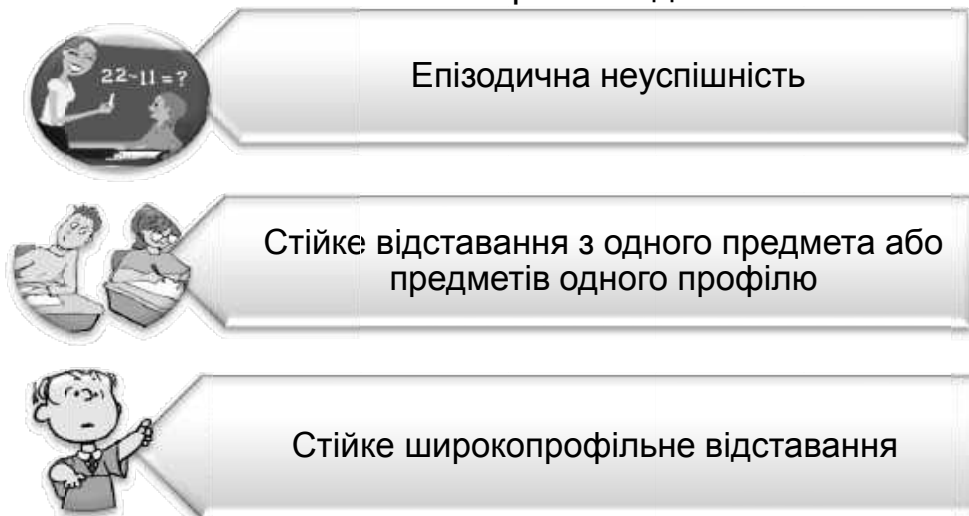 22-11=?
Епізодична неуспішність
Стійке відставання з одного предмета або
предметів одного профілю
Стійке широкопрофільне відставання